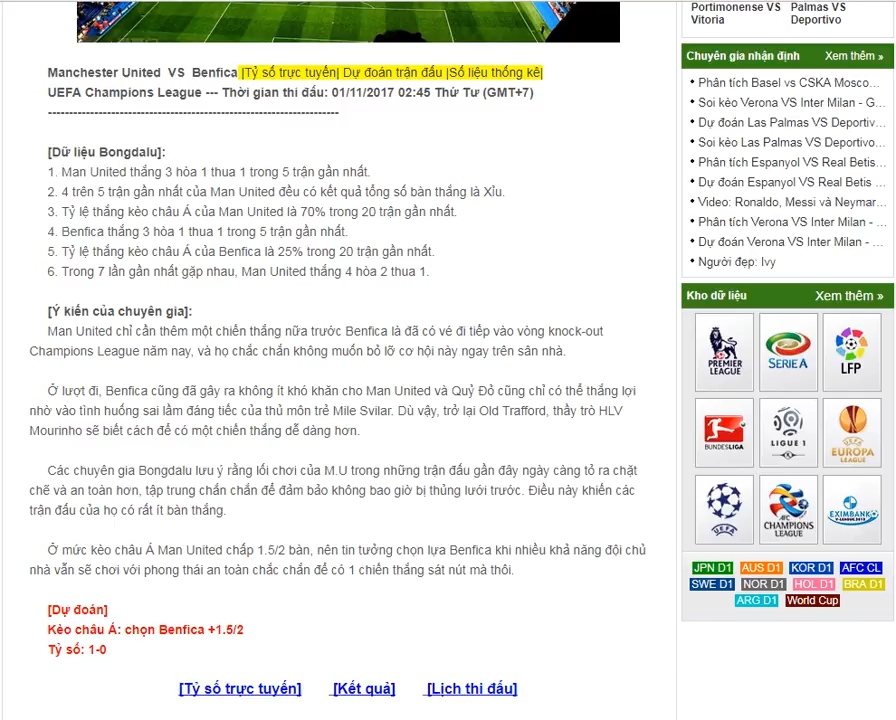 Manchester United  VS  Benfica |Tỷ số trực tuyến| Dự đoán trận đấu |Số liệu thống kê|
UEFA Champions League --- Thời gian thi đấu: 01/11/2017 02:45 Thứ Tư (GMT+7)
---------------------------------------------------------------------
[Dữ liệu Bongdalu]:
1. Man United thắng 3 hòa 1 thua 1 trong 5 trận gần nhất.
2. 4 trên 5 trận gần nhất của Man United đều có kết quả tổng số bàn thắng là Xỉu.
3. Tỷ lệ thắng kèo châu Á của Man United là 70% trong 20 trận gần nhất.
4. Benfica thắng 3 hòa 1 thua 1 trong 5 trận gần nhất.
5. Tỷ lệ thắng kèo châu Á của Benfica là 25% trong 20 trận gần nhất.
6. Trong 7 lần gần nhất gặp nhau, Man United thắng 4 hòa 2 thua 1.
[Ý kiến của chuyên gia]:
Man United chỉ cần thêm một chiến thắng nữa trước Benfica là đã có vé đi tiếp vào vòng knock-out
Champions League năm nay, và họ chắc chắn không muốn bỏ lỡ cơ hội này ngay trên sân nhà.
Ở lượt đi, Benfica cũng đã gây ra không ít khó khăn cho Man United và Quỷ Đỏ cũng chỉ có thể thắng lợi
nhờ vào tình huống sai lầm đáng tiếc của thủ môn trẻ Mile Svilar. Dù vậy, trở lại Old Trafford, thầy trò HLV
Mourinho sẽ biết cách để có một chiến thắng dễ dàng hơn.
Các chuyên gia Bongdalu lưu ý rằng lối chơi của M.U trong những trận đấu gần đây ngày càng tỏ ra chặt
chẽ và an toàn hơn, tập trung chắn chắn để đảm bảo không bao giờ bị thủng lưới trước. Điều này khiến các
trận đấu của họ có rất ít bàn thắng.
Ở mức kèo châu Á Man United chấp 1.5/2 bàn, nên tin tưởng chọn lựa Benfica khi nhiều khả năng đội chủ
nhà vẫn sẽ chơi với phong thái an toàn chắc chắn để có 1 chiến thắng sát nút mà thôi.
[Dự đoán]
Kèo châu Á: chọn Benfica +1.5/2
Tỷ số: 1-0
[Tỷ số trực tuyến] [Kết quả] [Lịch thi đấu]
Portimonense VS Vitoria
Palmas VS Deportivo
Chuyên gia nhận định Xem thêm »
Phân tích Basel vs CSKA Mosco...
Soi kèo Verona VS Inter Milan - G...
Dự đoán Las Palmas VS Deportiv...
Soi kèo Las Palmas VS Deportivo...
Phân tích Espanyol VS Real Betis...
Dự đoán Espanyol VS Real Betis ...
Video: Ronaldo, Messi và Neymar...
Phân tích Verona VS Inter Milan - ...
Dự đoán Verona VS Inter Milan - ...
Người đẹp: Ivy
Kho dữ liệu Xem thêm »
PREMIER LEAGUE
SERIE A
LFP
BUNDESLIGA
LIGUE 1
UEFA EUROPA LEAGUE
UEFA
AFC CHAMPIONS LEAGUE
EXIMBANK
JPN D1 AUS D1 KOR D1 AFC CL
SWE D1 NOR D1 HOL D1 BRA D1
ARG D1 World Cup